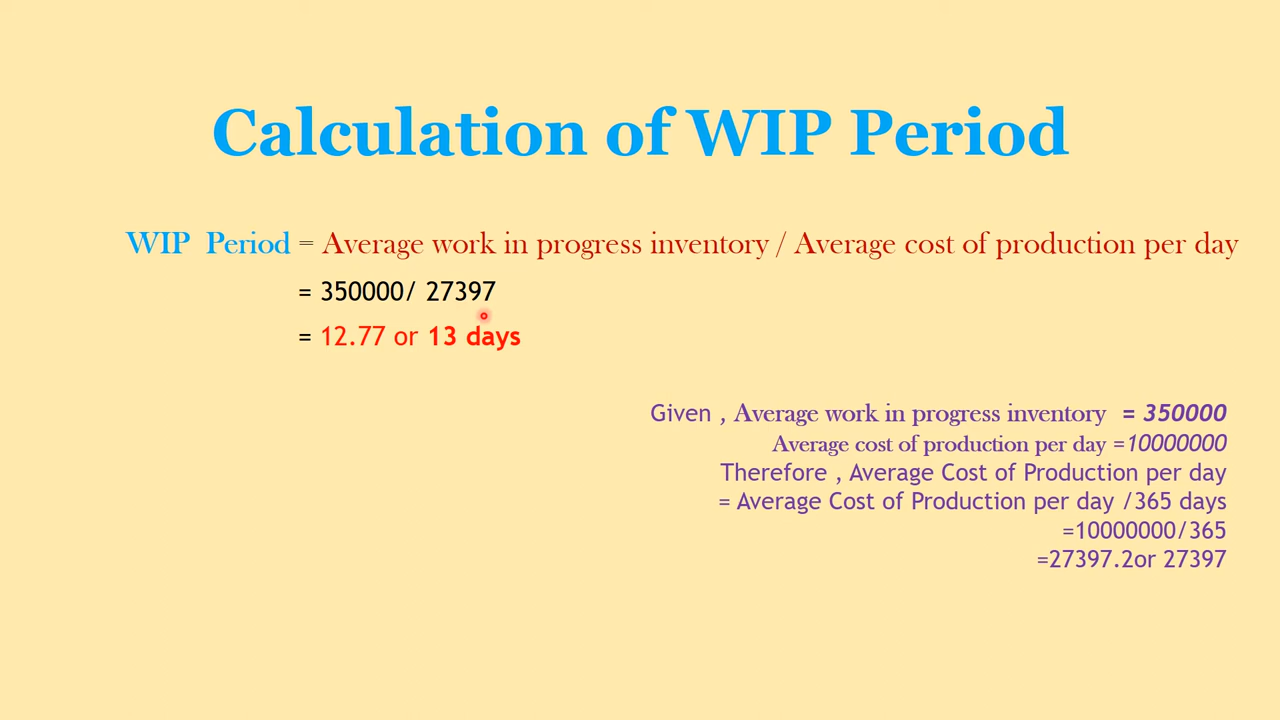 Calculation of WIP Period
WIP Period = Average work in progress inventory / Average cost of production per day
= 350000/ 27397
= 12.77 or 13 days
Given , Average work in progress inventory = 350000
Average cost of production per day =10000000
Therefore , Average Cost of Production per day
= Average Cost of Production per day /365 days
=10000000/365
=27397.2or 27397